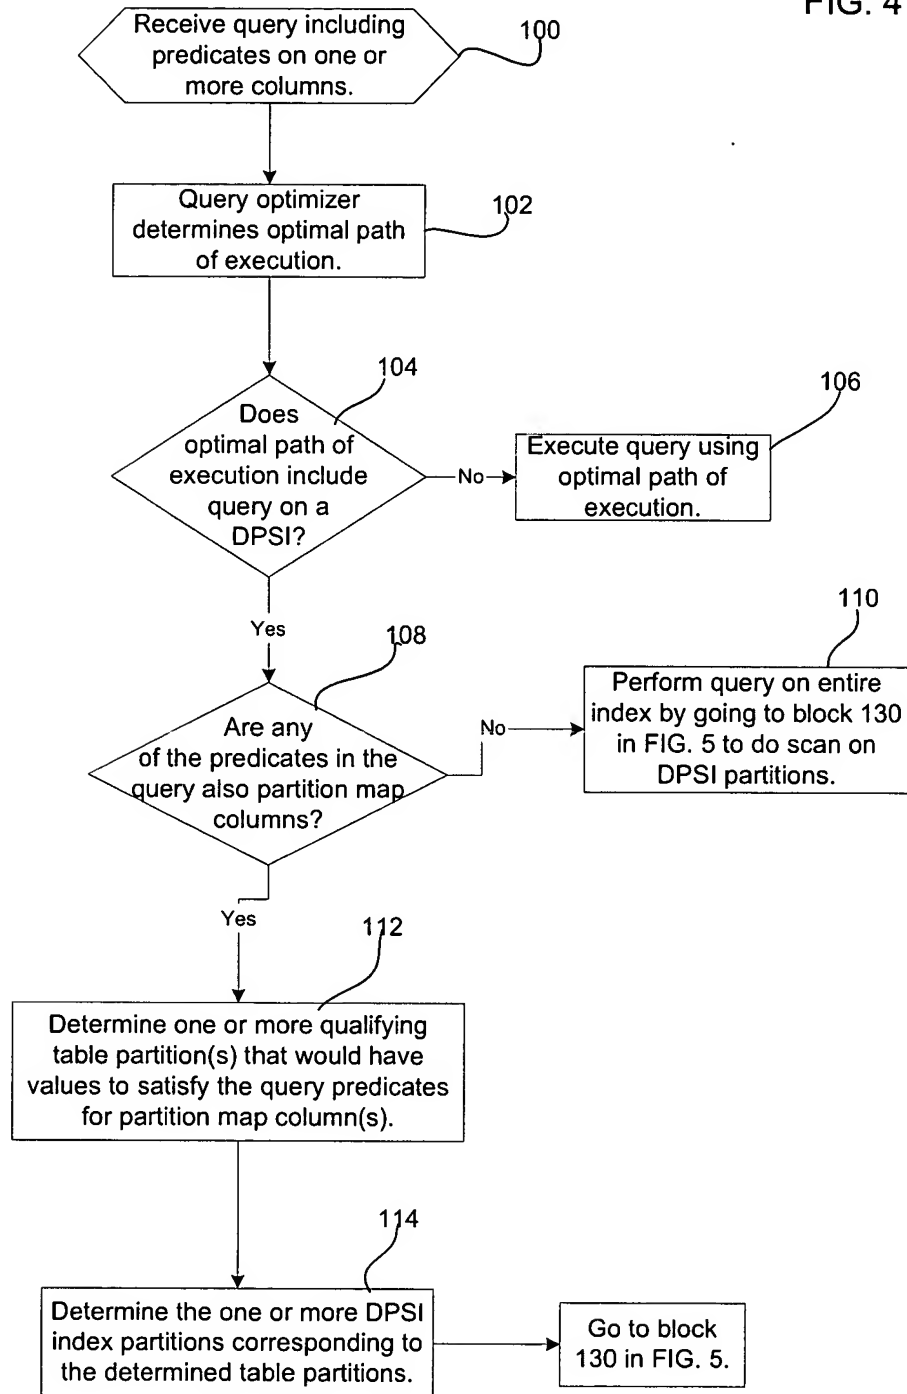 FIG. 4
Receive query including
predicates on one or
more columns.
100
Query optimizer
determines optimal path
of execution.
102
104
Does
optimal path of
execution include
query on a
DPSI?
No
106
Execute query using
optimal path of
execution.
Yes
108
Are any
of the predicates in the
query also partition map
columns?
No
110
Perform query on entire
index by going to block 130
in FIG. 5 to do scan on
DPSI partitions.
Yes
112
Determine one or more qualifying
table partition(s) that would have
values to satisfy the query predicates
for partition map column(s).
114
Determine the one or more DPSI
index partitions corresponding to
the determined table partitions.
Go to block
130 in FIG. 5.